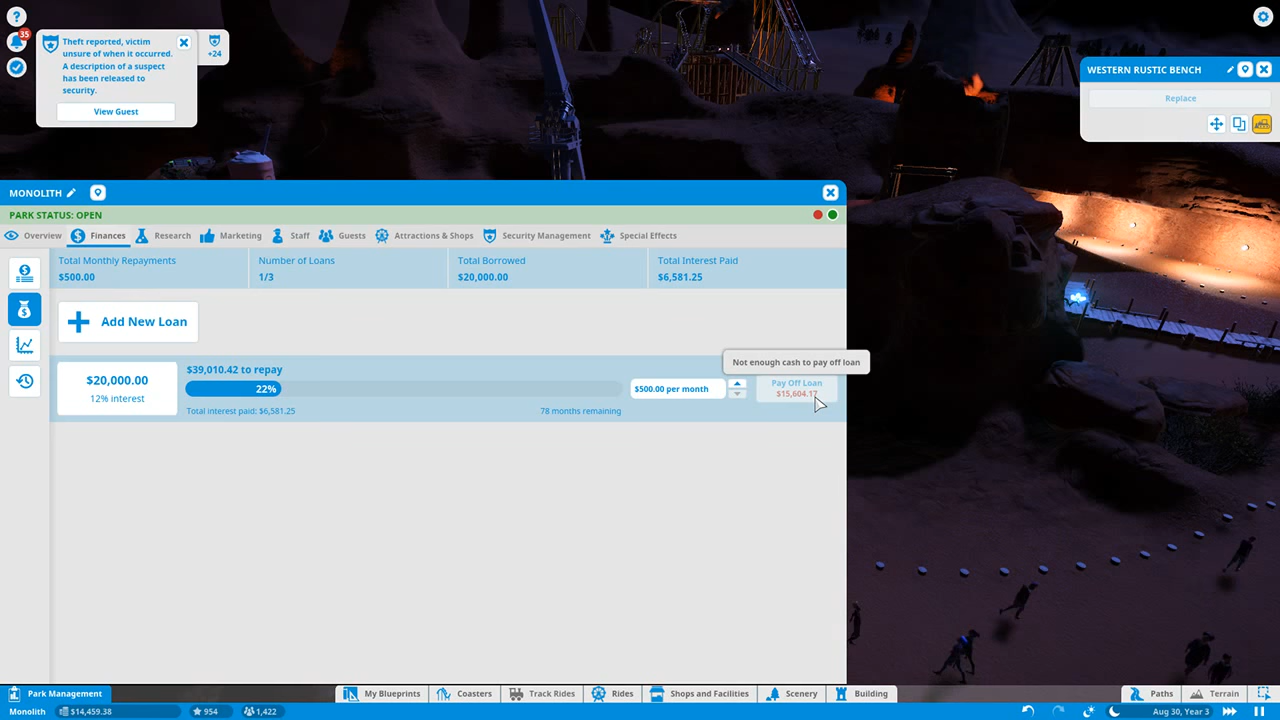 ?
35
Theft reported, victim
unsure of when it occurred.
A description of a suspect
has been released to
security.
View Guest
+24
WESTERN RUSTIC BENCH
Replace
MONOLITH
PARK STATUS: OPEN
Overview
Finances
Research
Marketing
Staff
Guests
Attractions & Shops
Security Management
Special Effects
Total Monthly Repayments
$500.00
Number of Loans
1/3
Total Borrowed
$20,000.00
Total Interest Paid
$6,581.25
Add New Loan
Not enough cash to pay off loan
$20,000.00
12% interest
$39,010.42 to repay
22%
Total interest paid: $6,581.25
78 months remaining
$500.00 per month
Pay Off Loan
$15,604.17
Park Management
My Blueprints
Coasters
Track Rides
Rides
Shops and Facilities
Scenery
Building
Paths
Terrain
Monolith
$14,459.38
954
1,422
Aug 30, Year 3